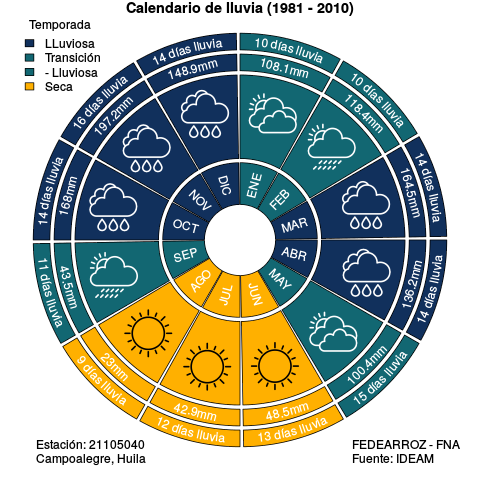 Calendario de lluvia (1981 - 2010)
Temporada
LLuviosa
Transición
- Lluviosa
Seca
10 días lluvia
108.1mm
ENE
10 días lluvia
118.4mm
FEB
14 días lluvia
164.5mm
MAR
14 días lluvia
136.2mm
ABR
15 días lluvia
100.4mm
MAY
13 días lluvia
48.5mm
JUN
12 días lluvia
42.9mm
JUL
9 días lluvia
23mm
AGO
11 días lluvia
43.5mm
SEP
14 días lluvia
168mm
OCT
16 días lluvia
197.2mm
NOV
14 días lluvia
148.9mm
DIC
Estación: 21105040
Campoalegre, Huila
FEDEARROZ - FNA
Fuente: IDEAM